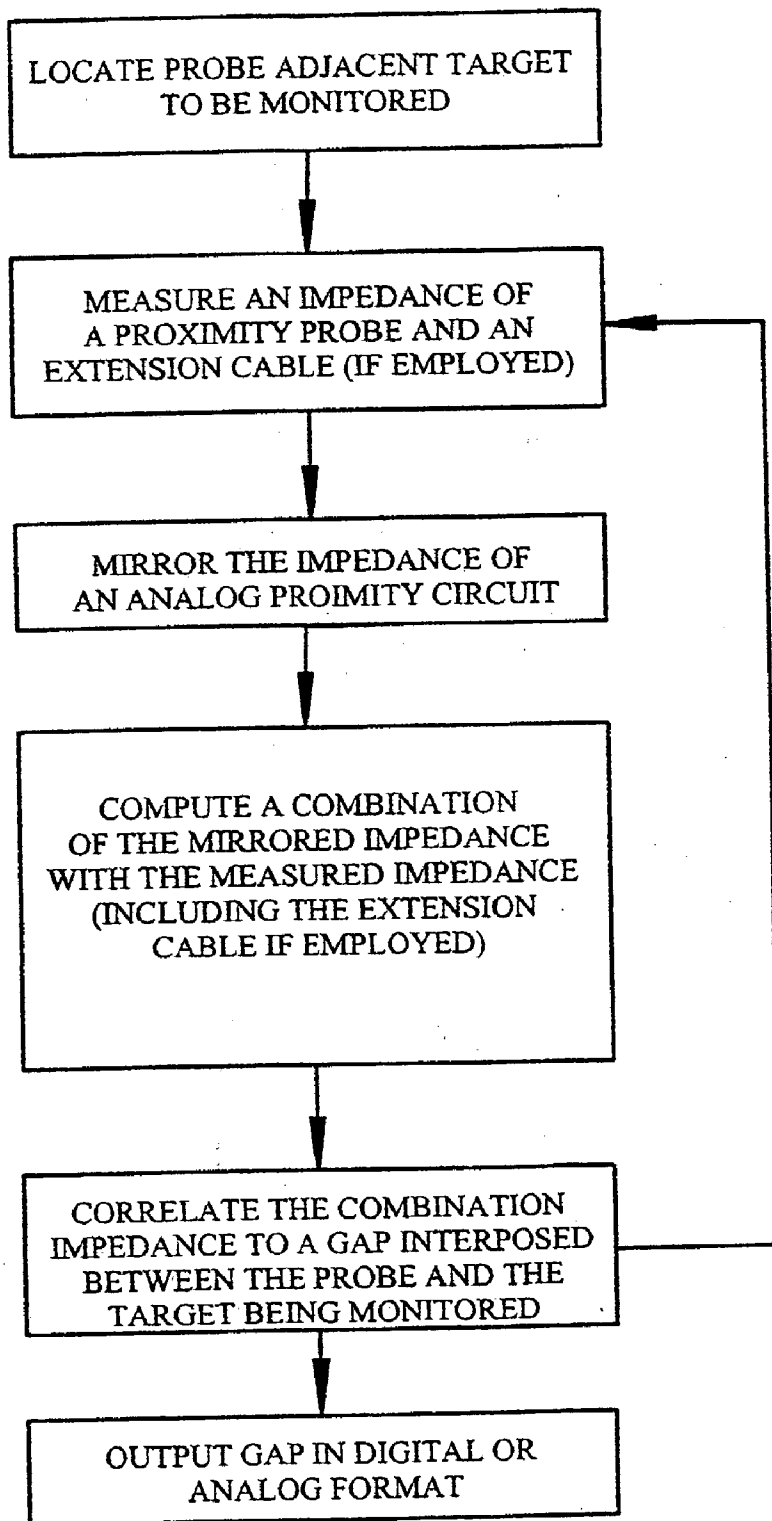 LOCATE PROBE ADJACENT TARGET
TO BE MONITORED
MEASURE AN IMPEDANCE OF
A PROXIMITY PROBE AND AN
EXTENSION CABLE (IF EMPLOYED)
MIRROR THE IMPEDANCE OF
AN ANALOG PROIMITY CIRCUIT
COMPUTE A COMBINATION
OF THE MIRRORED IMPEDANCE
WITH THE MEASURED IMPEDANCE
(INCLUDING THE EXTENSION
CABLE IF EMPLOYED)
CORRELATE THE COMBINATION
IMPEDANCE TO A GAP INTERPOSED
BETWEEN THE PROBE AND THE
TARGET BEING MONITORED
OUTPUT GAP IN DIGITAL OR
ANALOG FORMAT